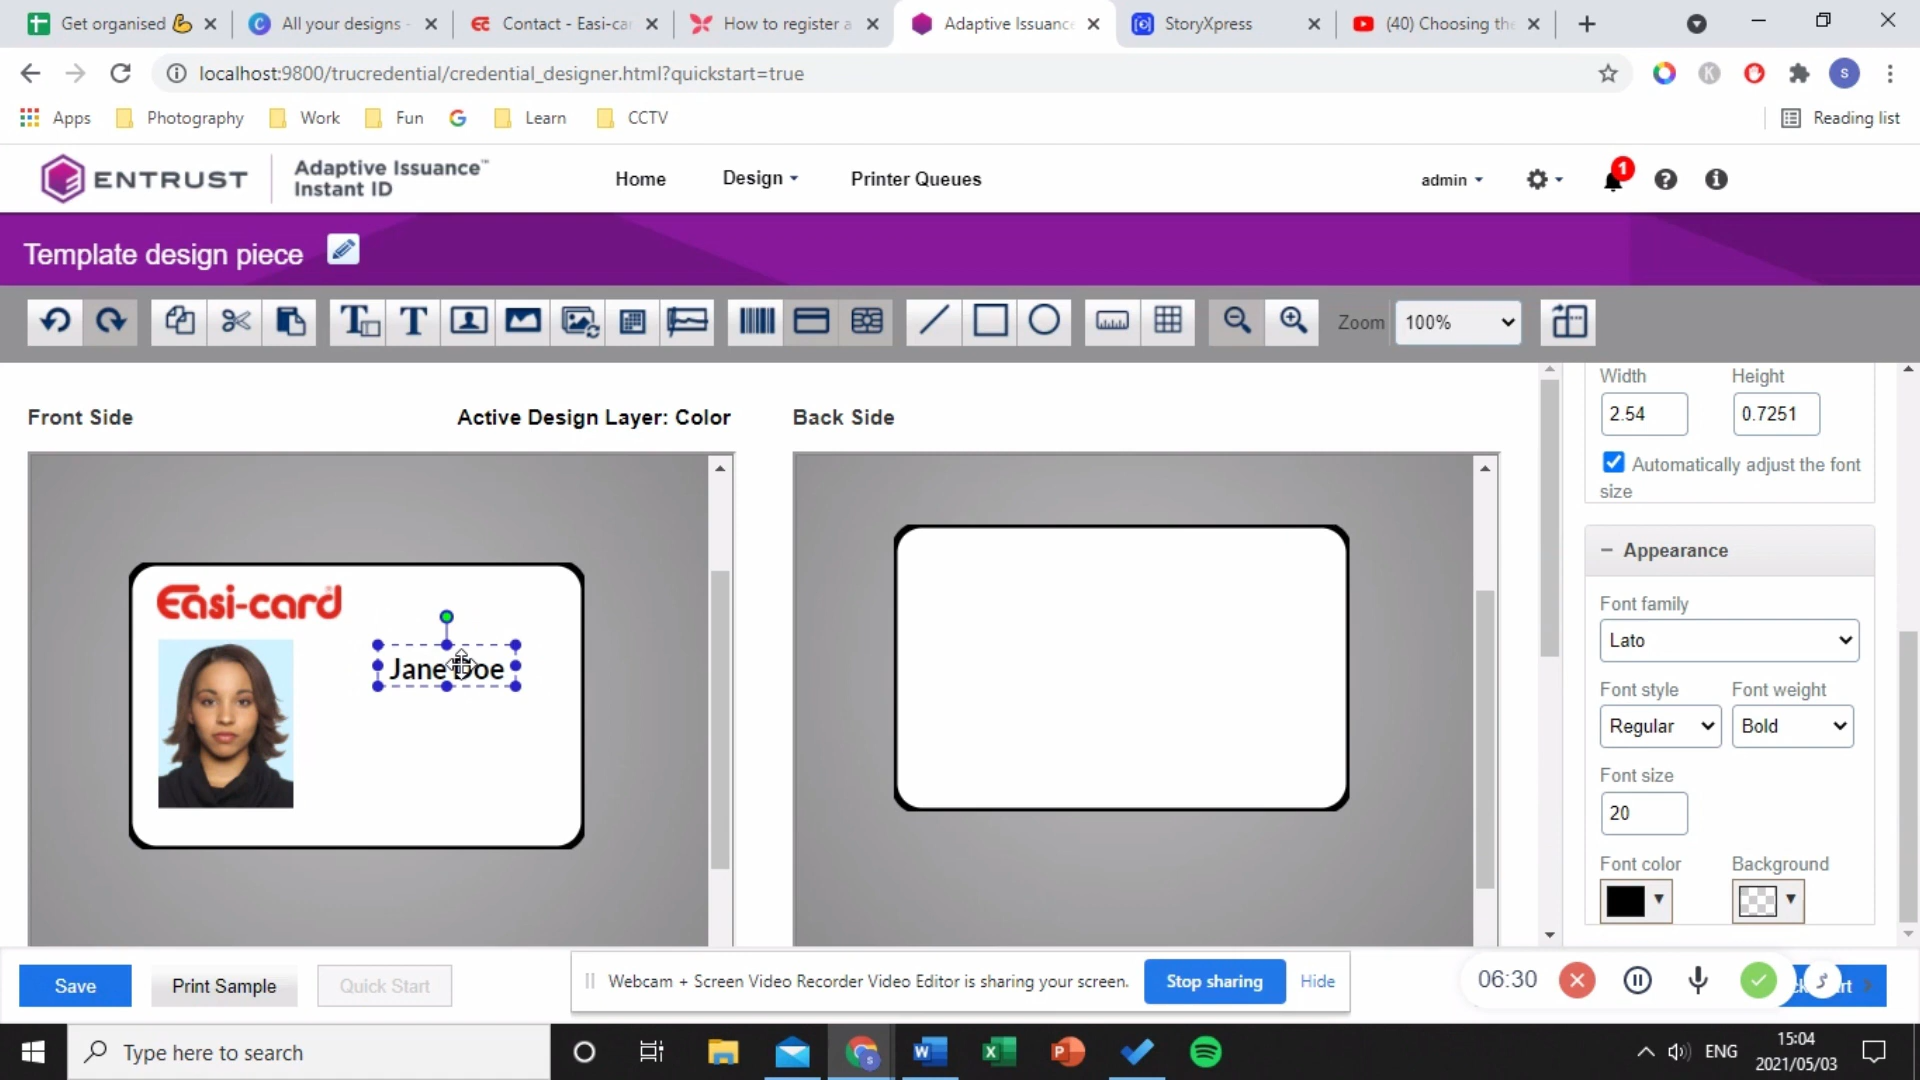 Get organised 💪
All your designs -
Contact - Easi-car
How to register a
Adaptive Issuance
StoryXpress
(40) Choosing the
localhost:9800/trucredential/credential_designer.html?quickstart=true
K
s
Apps
Photography
Work
Fun
Learn
CCTV
Reading list
ENTRUST
Adaptive Issuance™
Instant ID
Home
Design
Printer Queues
admin
1
Template design piece
Zoom
100%
Front Side
Active Design Layer: Color
Back Side
Easi-card
Jane Doe
Width
Height
2.54
0.7251
Automatically adjust the font
size
Appearance
Font family
Lato
Font style
Font weight
Regular
Bold
Font size
20
Font color
Background
Save
Print Sample
Quick Start
Webcam + Screen Video Recorder Video Editor is sharing your screen.
Stop sharing
Hide
06:30
Type here to search
ENG
15:04
2021/05/03